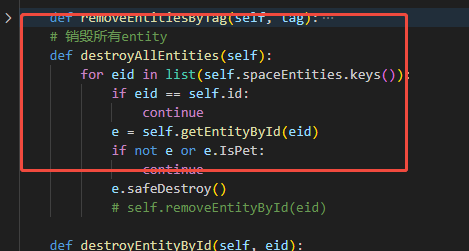 def removeEntitiesByTag(self, tag): ···
# 销毁所有entity
def destroyAllEntities(self):
for eid in list(self.spaceEntities.keys()):
if eid == self.id:
continue
e = self.getEntityById(eid)
if not e or e.IsPet:
continue
e.safeDestroy()
# self.removeEntityById(eid)
def destroyEntityById(self, eid):